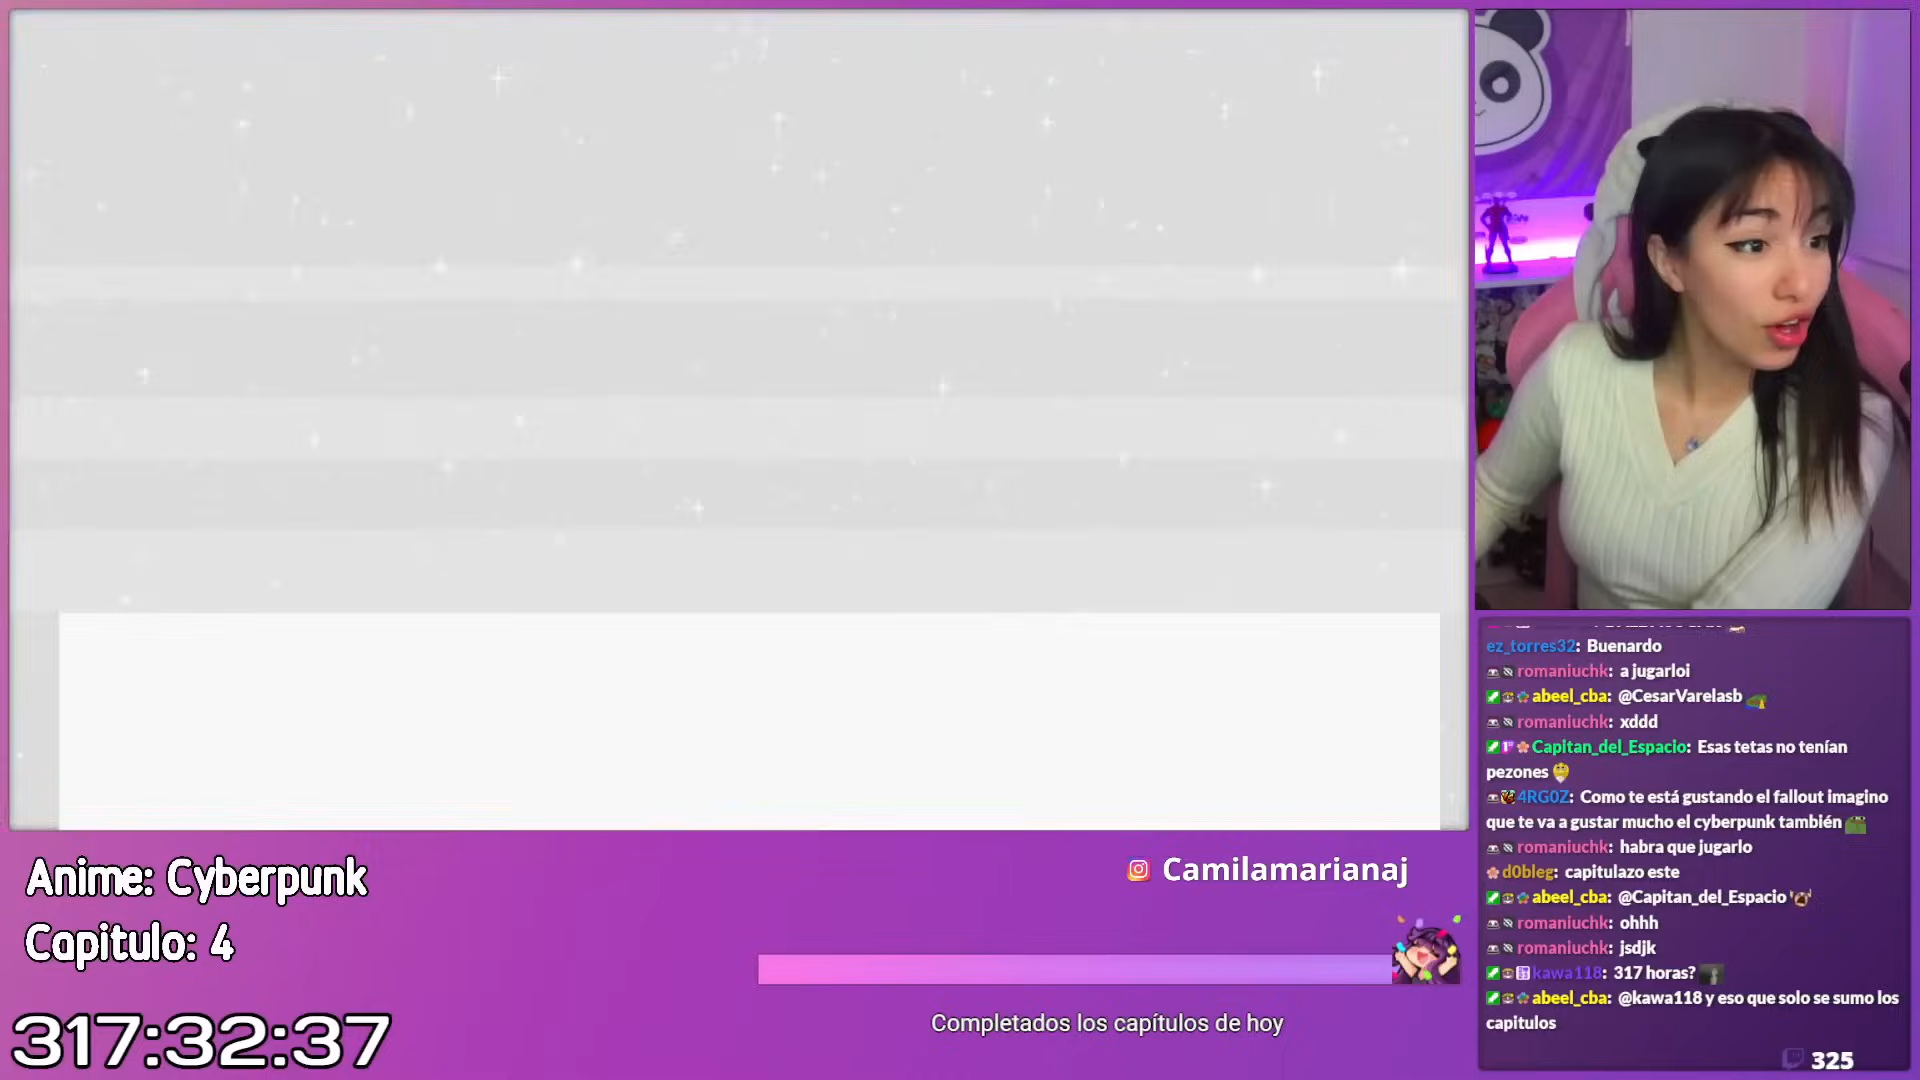 ez_torres32: Buenardo
romaniuchk: a jugarloi
abeel_cba: @CesarVarelasb
romaniuchk: xddd
Capitan_del_Espacio: Esas tetas no tenían
pezones
4RG0Z: Como te está gustando el fallout imagino
que te va a gustar mucho el cyberpunk también
romaniuchk: habra que jugarlo
d0bleg: capitulazo este
abeel_cba: @Capitan_del_Espacio
romaniuchk: ohhh
romaniuchk: jsdjk
kawa118: 317 horas?
abeel_cba: @kawa118 y eso que solo se sumo los
capitulos
325
Anime: Cyberpunk
Capitulo: 4
317:32:37
Camilamarianaj
Completados los capítulos de hoy